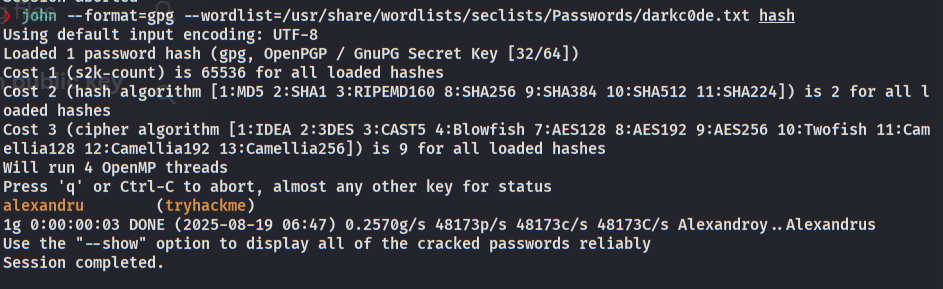 Session aborted
❯ john --format=gpg --wordlist=/usr/share/wordlists/seclists/Passwords/darkc0de.txt hash
Using default input encoding: UTF-8
Loaded 1 password hash (gpg, OpenPGP / GnuPG Secret Key [32/64])
Cost 1 (s2k-count) is 65536 for all loaded hashes
Cost 2 (hash algorithm [1:MD5 2:SHA1 3:RIPEMD160 8:SHA256 9:SHA384 10:SHA512 11:SHA224]) is 2 for all l
oaded hashes
Cost 3 (cipher algorithm [1:IDEA 2:3DES 3:CAST5 4:Blowfish 7:AES128 8:AES192 9:AES256 10:Twofish 11:Cam
ellia128 12:Camellia192 13:Camellia256]) is 9 for all loaded hashes
Will run 4 OpenMP threads
Press 'q' or Ctrl-C to abort, almost any other key for status
alexandru        (tryhackme)
1g 0:00:00:03 DONE (2025-08-19 06:47) 0.2570g/s 48173p/s 48173c/s 48173C/s Alexandroy..Alexandrus
Use the "--show" option to display all of the cracked passwords reliably
Session completed.